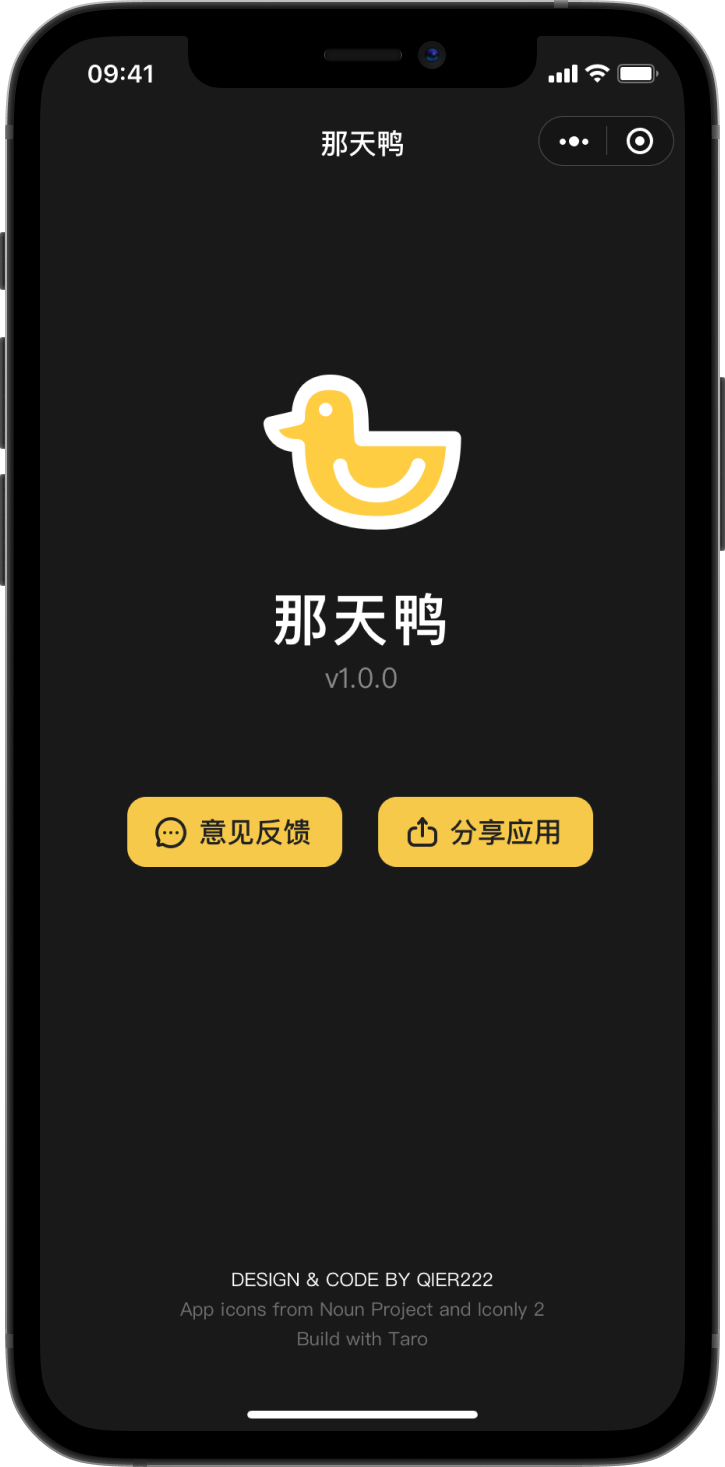 09:41
那天鸭
那天鸭
v1.0.0
意见反馈
分享应用
DESIGN & CODE BY QIER222
App icons from Noun Project and Iconly 2
Build with Taro